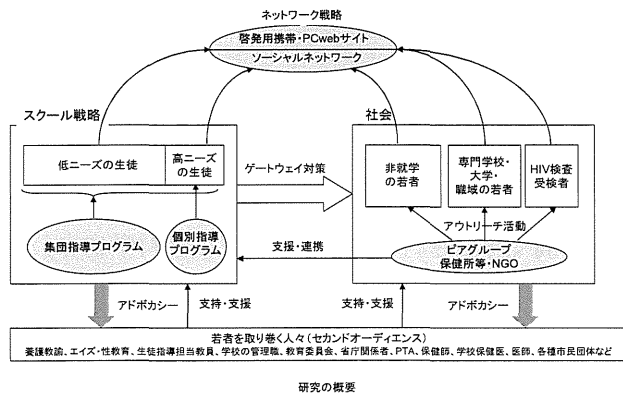 ネットワーク戦略
啓発用携帯・PCwebサイト
ソーシャルネットワーク
スクール戦略
社会
低ニーズの生徒
高ニーズ
の生徒
ゲートウェイ対策
非就学
の若者
専門学校・
大学・
職域の若者
HIV検査
受検者
アウトリーチ活動
集団指導プログラム
個別指導
プログラム
支援・連携
ピアグループ
保健所等・NGO
アドボカシー
支持・支援
支持・支援
アドボカシー
若者を取り巻く人々(セカンドオーディエンス)
養護教諭、エイズ・性教育、生徒指導担当教員、学校の管理職、教育委員会、省庁関係者、PTA、保健師、学校保健医、医師、各種市民団体など
研究の概要